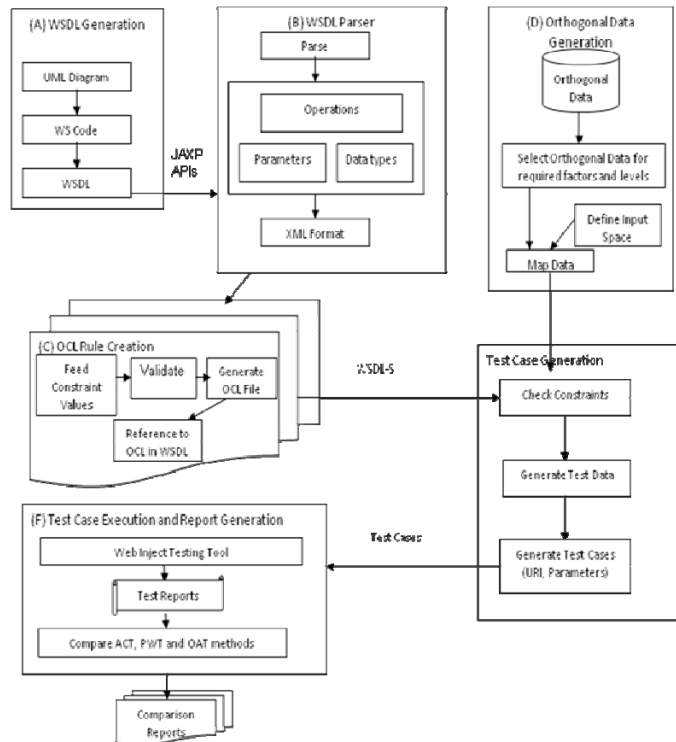 (A) WSDL Generation
UML Diagram
WS Code
WSDL
JAXP
APIs
(B) WSDL Parser
Parse
Operations
Parameters
Data types
XML Format
(D) Orthogonal Data
Generation
Orthogonal
Data
Select Orthogonal Data for
required factors and levels
Define Input
Space
Map Data
(C) OCL Rule Creation
Feed
Constraint
Values
Validate
Generate
OCL File
Reference to
OCL in WSDL
WSDL-S
Test Case Generation
Check Constraints
Generate Test Data
Generate Test Cases
(URI, Parameters)
Test Cases
(F) Test Case Execution and Report Generation
Web Inject Testing Tool
Test Reports
Compare ACT, PWT and OAT methods
Comparison
Reports